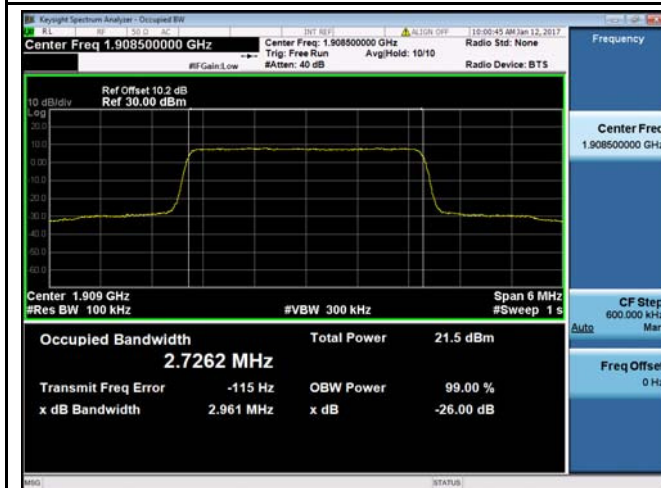 Keysight Spectrum Analyzer - Occupied BW
RL RF 50 Ω AC INT REF ALIGN OFF 10:00:45 AM Jan 12, 2017
Center Freq 1.908500000 GHz
Center Freq: 1.908500000 GHz
Radio Std: None
Trig: Free Run Avg|Hold: 10/10
#IFGain:Low
#Atten: 40 dB
Radio Device: BTS
Frequency
Ref Offset 10.2 dB
10 dB/div
Ref 30.00 dBm
Log
20.0
10.0
0.00
-10.0
-20.0
-30.0
-40.0
-50.0
-60.0
Center Freq
1.908500000 GHz
Center 1.909 GHz
Span 6 MHz
#Res BW 100 kHz
#VBW 300 kHz
#Sweep 1 s
CF Step
600.000 kHz
Auto Man
Occupied Bandwidth
2.7262 MHz
Total Power
21.5 dBm
Transmit Freq Error
-115 Hz
OBW Power
99.00 %
x dB Bandwidth
2.961 MHz
x dB
-26.00 dB
Freq Offset
0 Hz
MSG
STATUS